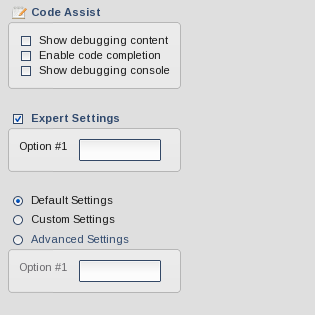 Code Assist
Show debugging content
Enable code completion
Show debugging console
Expert Settings
Option #1
Default Settings
Custom Settings
Advanced Settings
Option #1